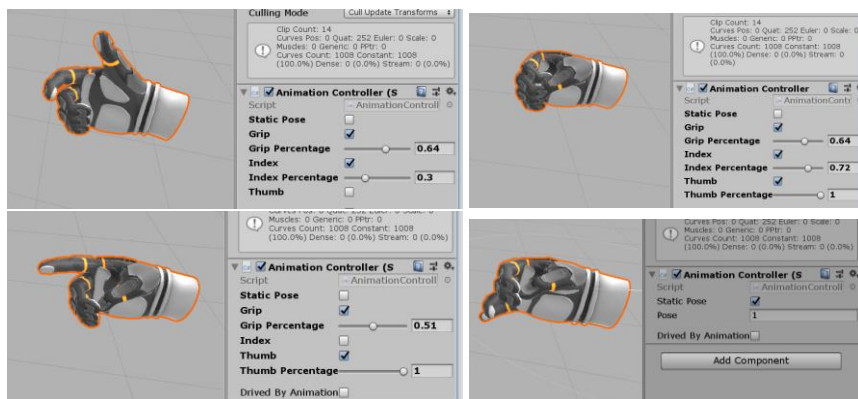 Culling Mode Cull Update Transforms
Clip Count: 14
Curves Pos: 0 Quat: 252 Euler: 0 Scale: 0
Muscles: 0 Generic: 0 PPtr: 0
Curves Count: 1008 Constant: 1008
(100.0%) Dense: 0 (0.0%) Stream: 0 (0.0%)
Animation Controller (S
Script AnimationControll
Static Pose
Grip
Grip Percentage 0.64
Index
Index Percentage 0.3
Thumb
Clip Count: 14
Curves Pos: 0 Quat: 252 Euler: 0 Scale: 0
Muscles: 0 Generic: 0 PPtr: 0
Curves Count: 1008 Constant: 1008
(100.0%) Dense: 0 (0.0%) Stream: 0
(0.0%)
Animation Controller
Script AnimationContr
Static Pose
Grip
Grip Percentage 0.64
Index
Index Percentage 0.72
Thumb
Thumb Percentage 1
Curves Pos: 0 Quat: 252 Euler: 0 Scale: 0
Muscles: 0 Generic: 0 PPtr: 0
Curves Count: 1008 Constant: 1008
(100.0%) Dense: 0 (0.0%) Stream: 0 (0.0%)
Animation Controller (S
Script AnimationControll
Static Pose
Grip
Grip Percentage 0.51
Index
Thumb
Thumb Percentage 1
Drived By Animation
Curves Pos: 0 Quat: 252 Euler: 0 Scale: 0
Muscles: 0 Generic: 0 PPtr: 0
Curves Count: 1008 Constant: 1008
(100.0%) Dense: 0 (0.0%) Stream: 0 (0.0%)
Animation Controller (S
Script AnimationControll
Static Pose
Pose 1
Drived By Animation
Add Component